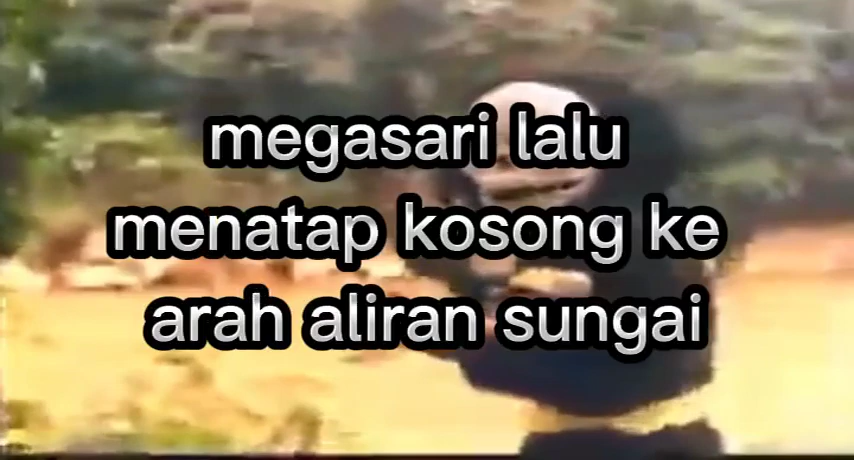 megasari lalu
menatap kosong ke
arah aliran sungai